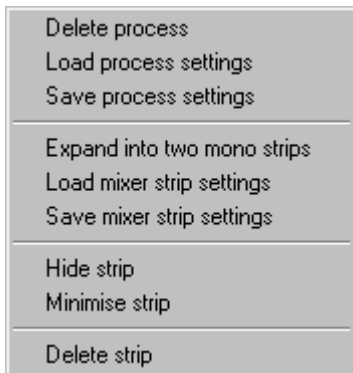 Delete process
Load process settings
Save process settings
Expand into two mono strips
Load mixer strip settings
Save mixer strip settings
Hide strip
Minimise strip
Delete strip